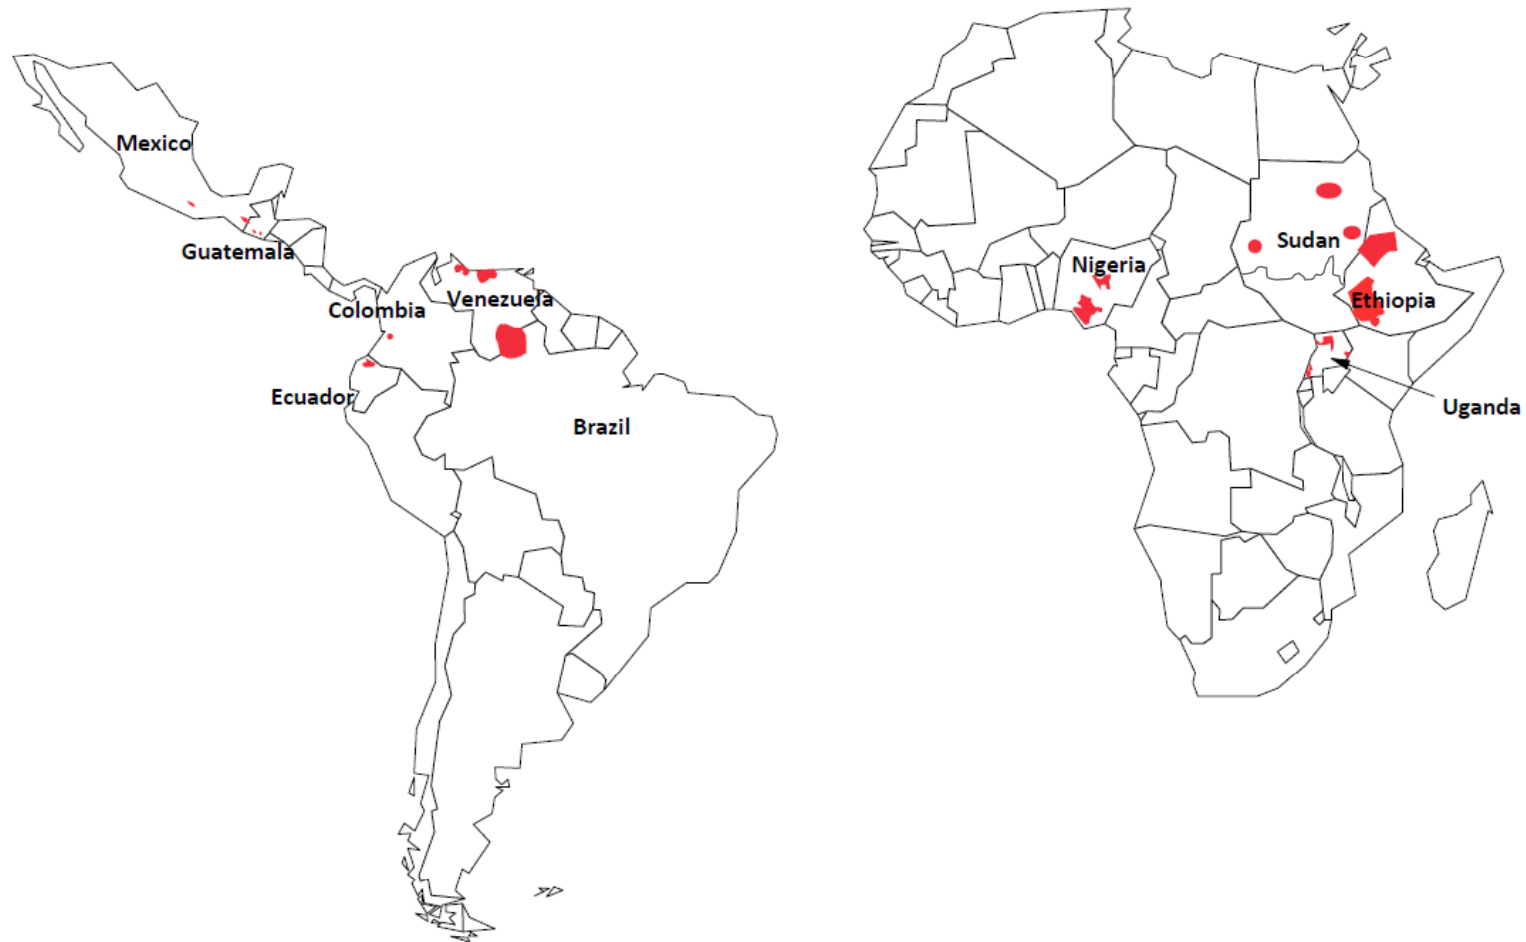 Mexico
Guatemala
Colombia
Venezuela
Ecuador
Brazil
Nigeria
Sudan
Ethiopia
Uganda